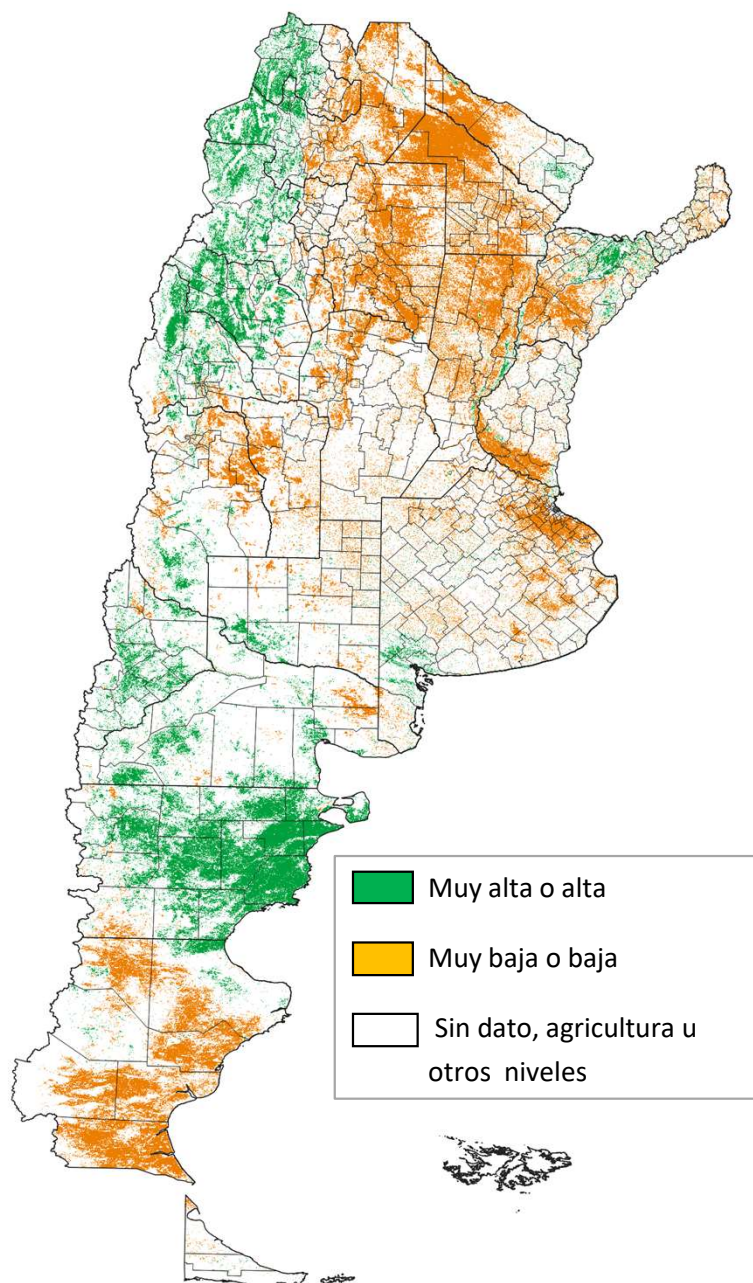 Muy alta o alta
Muy baja o baja
Sin dato, agricultura u
otros niveles